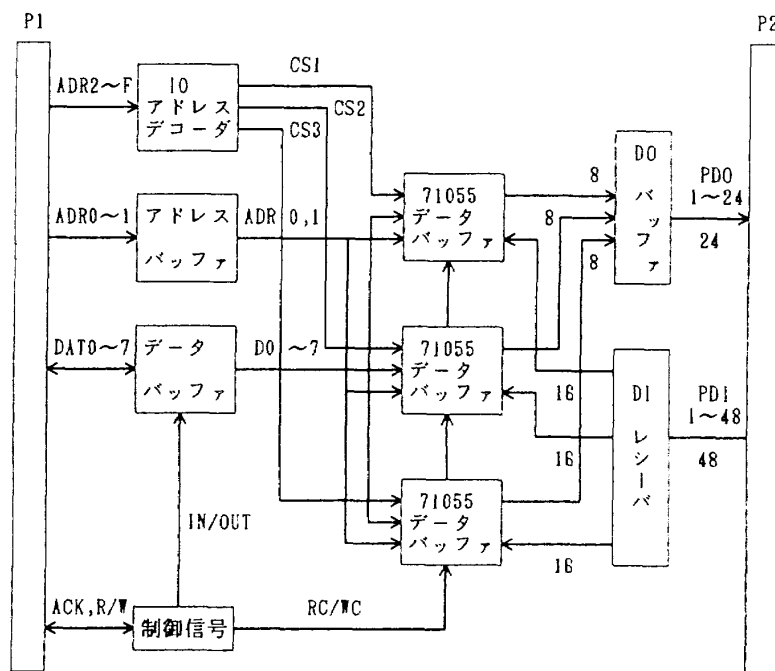 P1
P2
ADR2～F
IO
アドレス
デコーダ
CS1
CS2
CS3
ADR0～1
アドレス
バッファ
ADR 0,1
DAT0～7
データ
バッファ
D0 ～7
IN/OUT
ACK,R/W
制御信号
RC/WC
71055
データ
バッファ
71055
データ
バッファ
71055
データ
バッファ
8
8
8
DO
バッファ
PDO
1～24
24
16
16
16
DI
レシーバ
PDI
1～48
48